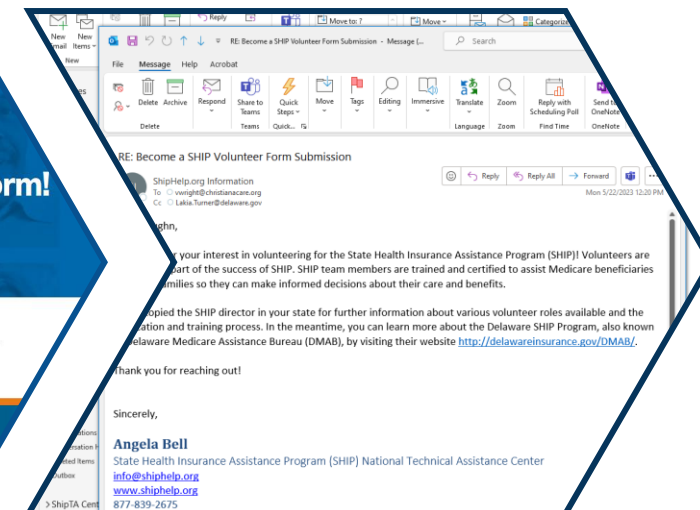 New
Email
New
Items
New
Reply
Move to: ?
Move
Categorize
RE: Become a SHIP Volunteer Form Submission - Message (...
Search
File Message Help Acrobat
Delete Archive Respond Share to Teams Quick Steps Move Tags Editing Immersive Translate Zoom Reply with Scheduling Poll Send to OneNote
Delete Teams Quick... Language Zoom Find Time OneNote
RE: Become a SHIP Volunteer Form Submission
ShipHelp.org Information
Reply Reply All Forward
To vwright@christianacare.org
Mon 5/22/2023 12:20 PM
Cc Lakia.Turner@delaware.gov
rm!
your interest in volunteering for the State Health Insurance Assistance Program (SHIP)! Volunteers are
part of the success of SHIP. SHIP team members are trained and certified to assist Medicare beneficiaries
so they can make informed decisions about their care and benefits.
opied the SHIP director in your state for further information about various volunteer roles available and the
ation and training process. In the meantime, you can learn more about the Delaware SHIP Program, also known
Delaware Medicare Assistance Bureau (DMAB), by visiting their website http://delawareinsurance.gov/DMAB/.
Thank you for reaching out!
Sincerely,
Angela Bell
State Health Insurance Assistance Program (SHIP) National Technical Assistance Center
info@shiphelp.org
www.shiphelp.org
877-839-2675
Items
Outbox
> ShipTA Cent